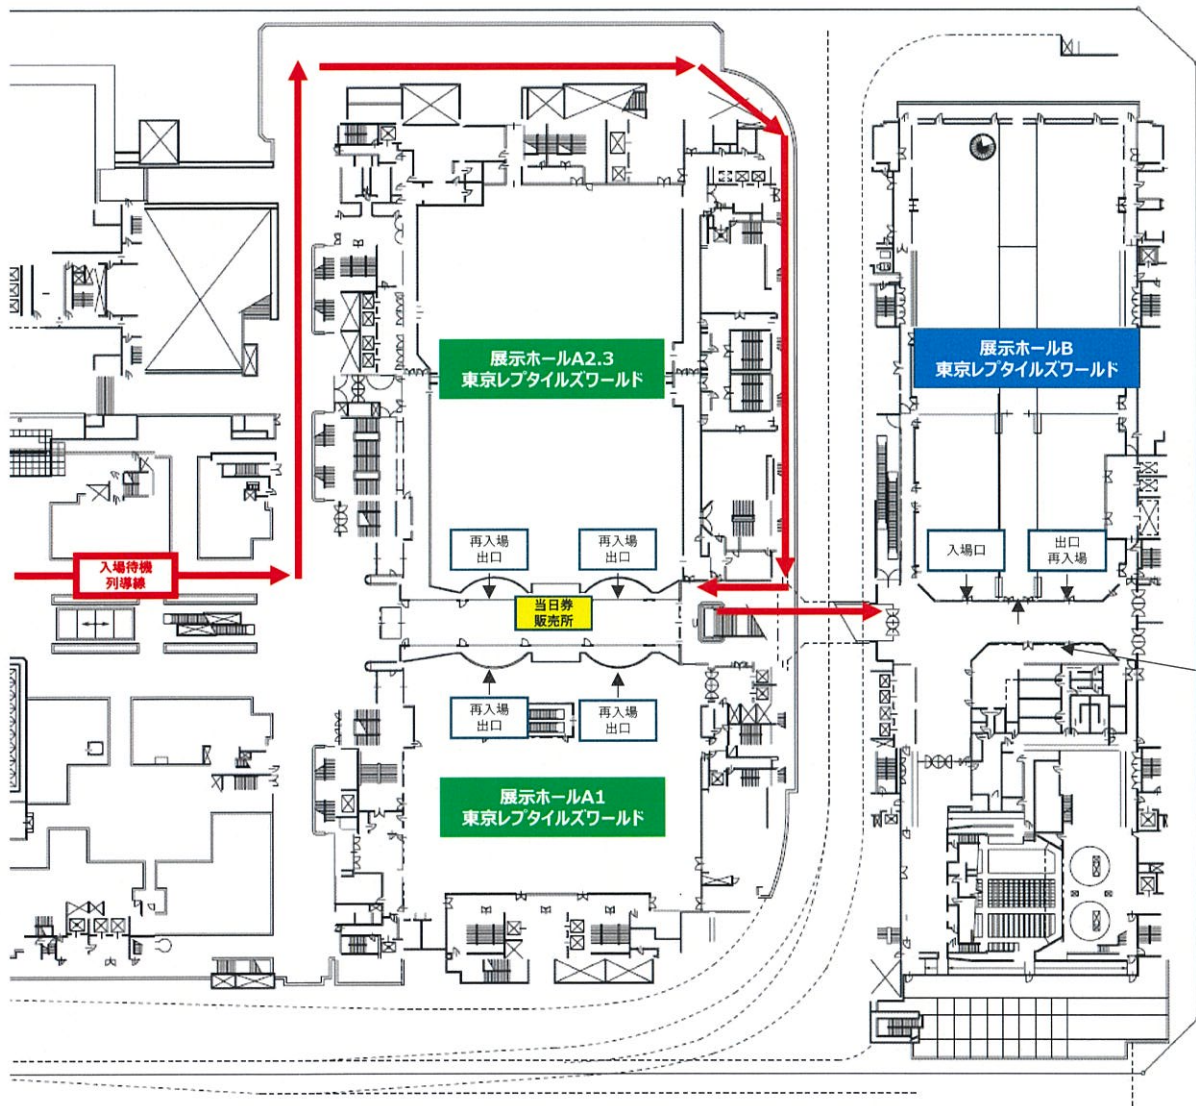 展示ホールA2.3
東京レプタイルズワールド
展示ホールB
東京レプタイルズワールド
再入場
出口
再入場
出口
入場口
出口
再入場
入場待機
列導線
当日券
販売所
再入場
出口
再入場
出口
展示ホールA1
東京レプタイルズワールド